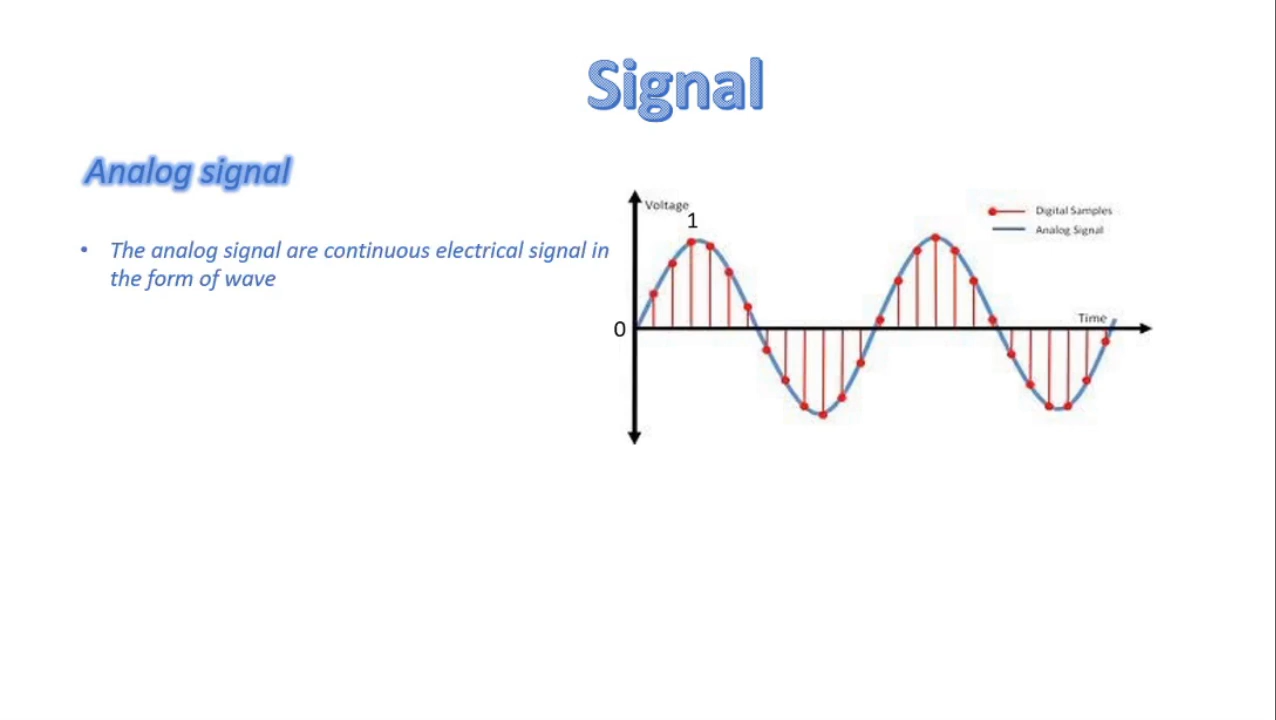 Signal
Analog signal
• The analog signal are continuous electrical signal in
the form of wave
Voltage
1
Digital Samples
Analog Signal
0
Time